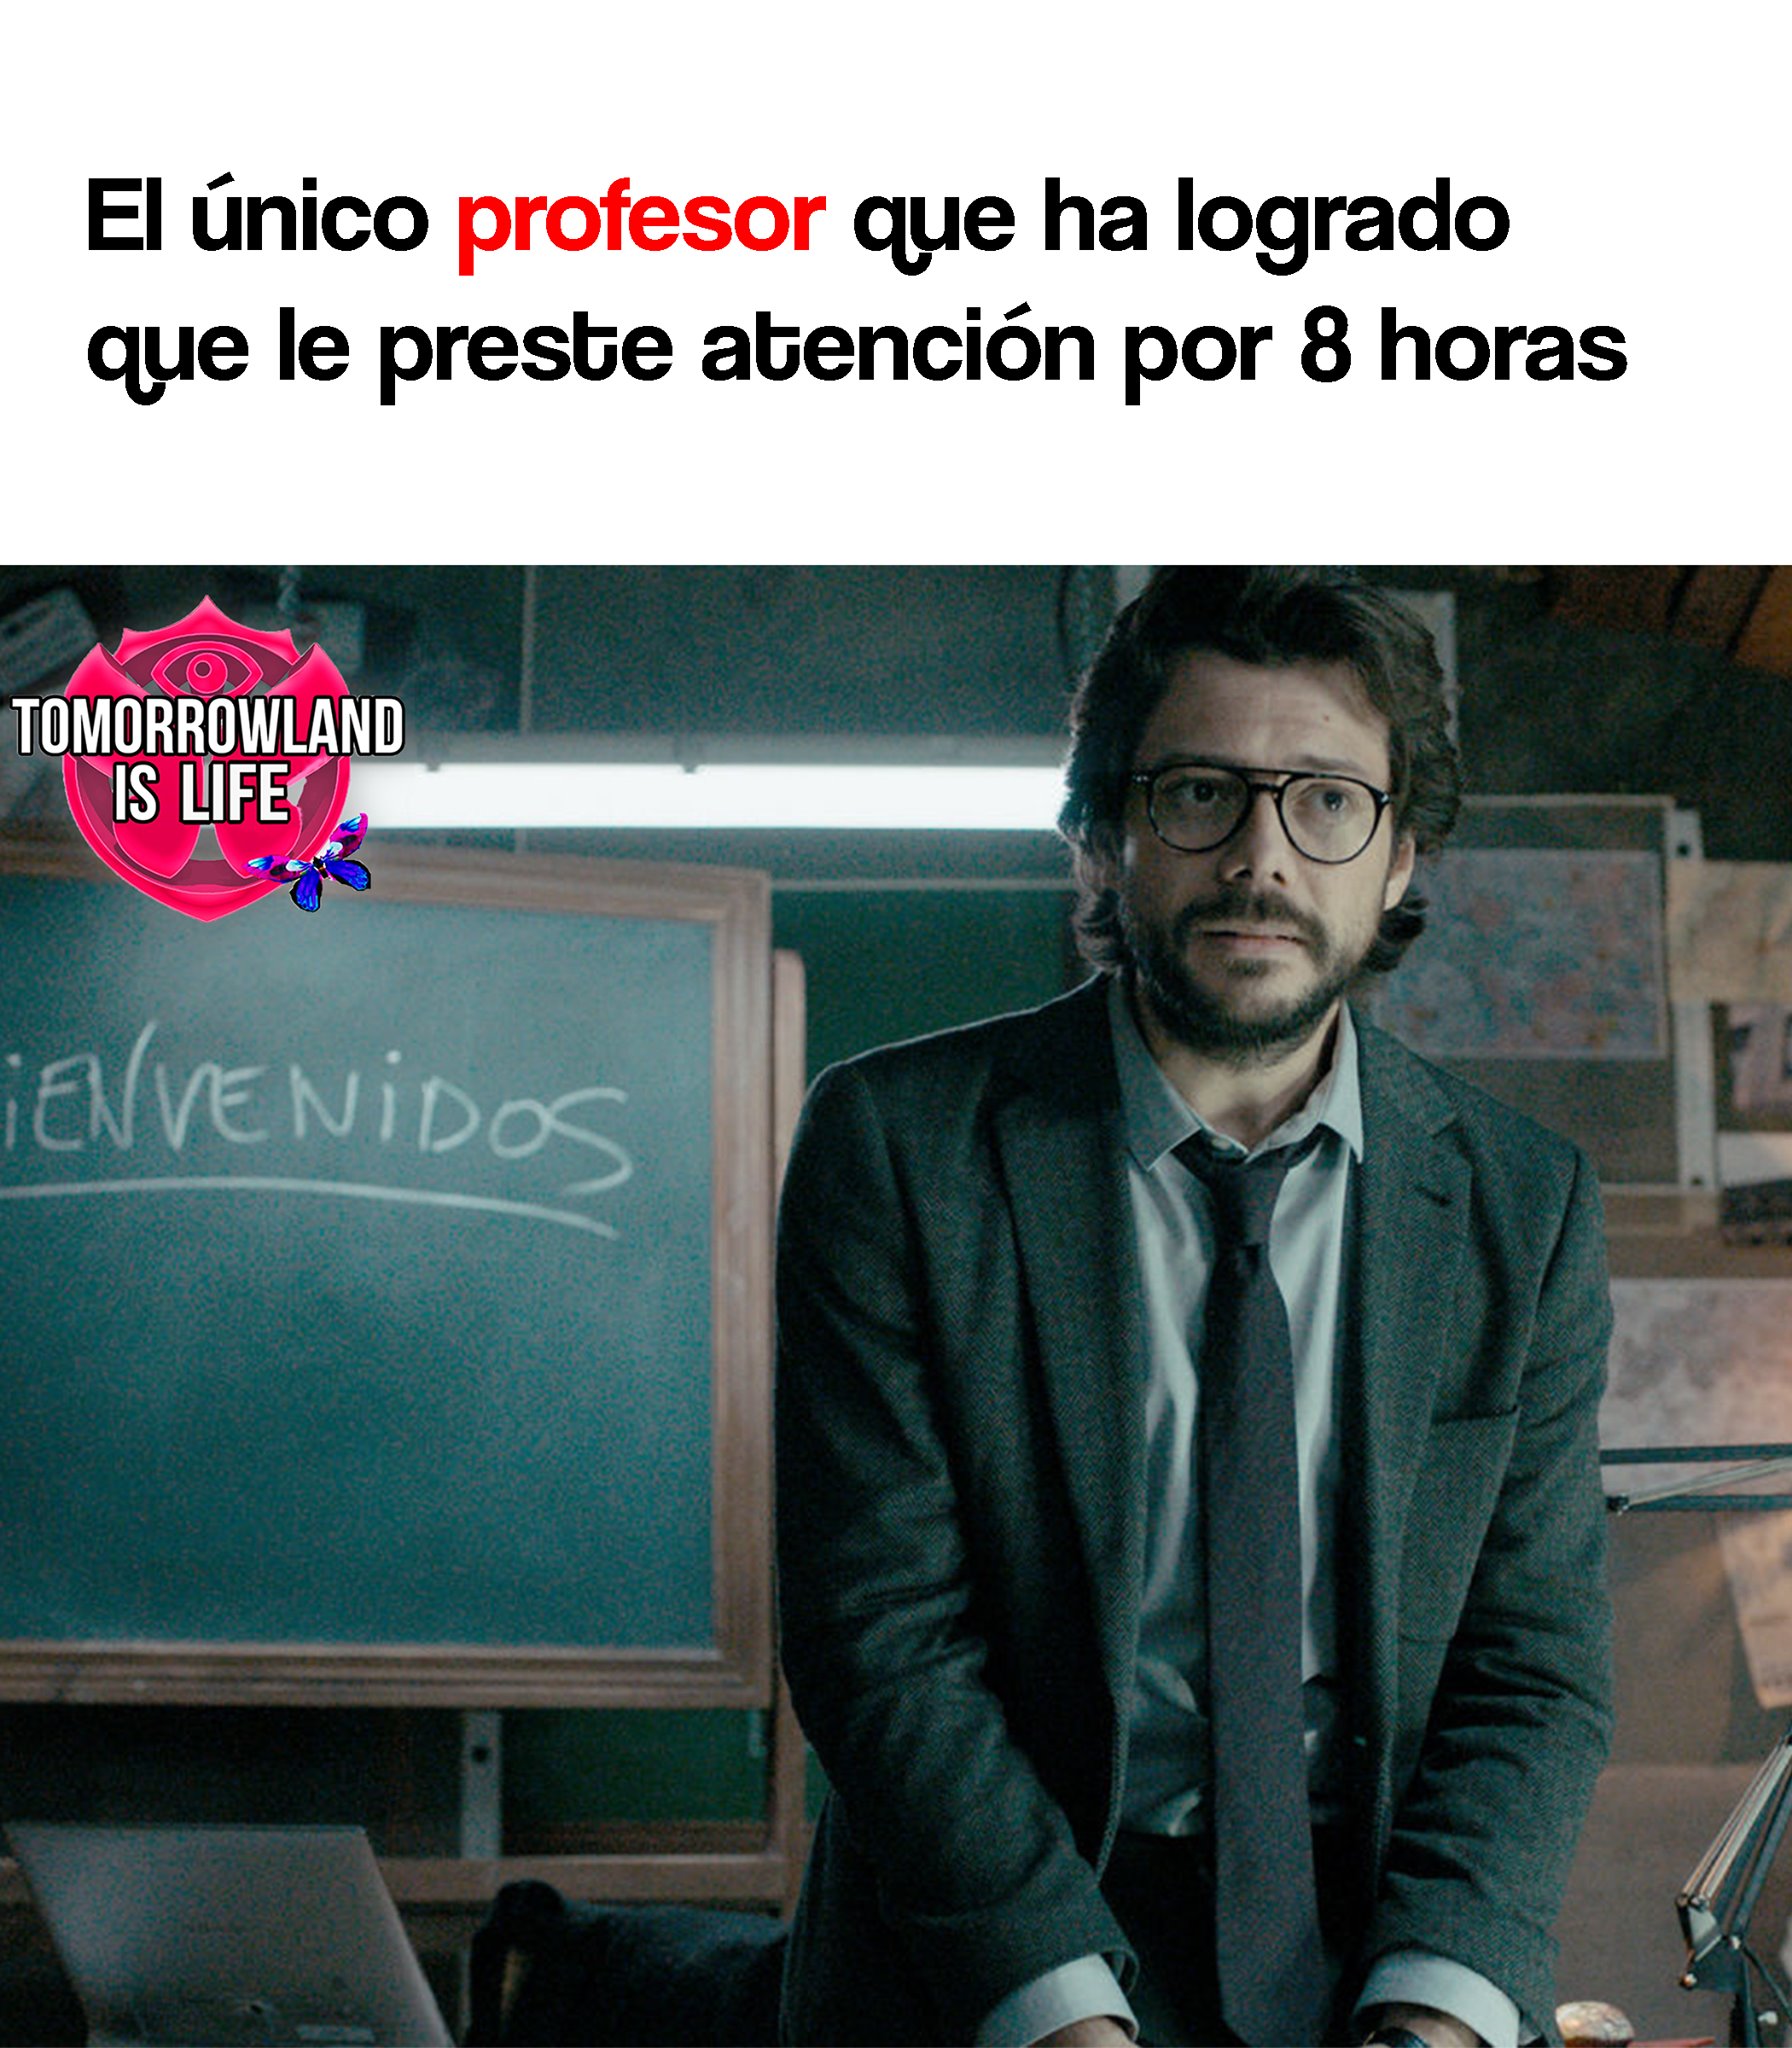 El único profesor que ha logrado
que le preste atención por 8 horas
TOMORROWLAND
IS LIFE
iENVENiDOS